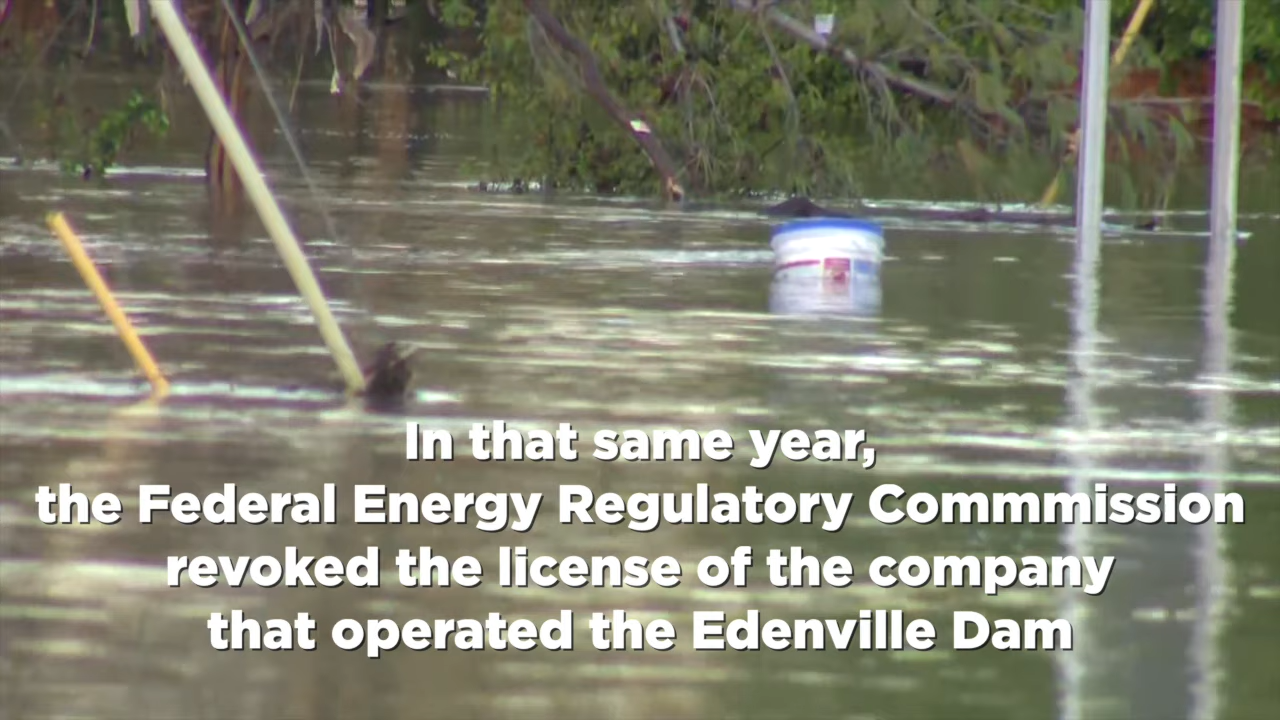 In that same year,
the Federal Energy Regulatory Commmission
revoked the license of the company
that operated the Edenville Dam